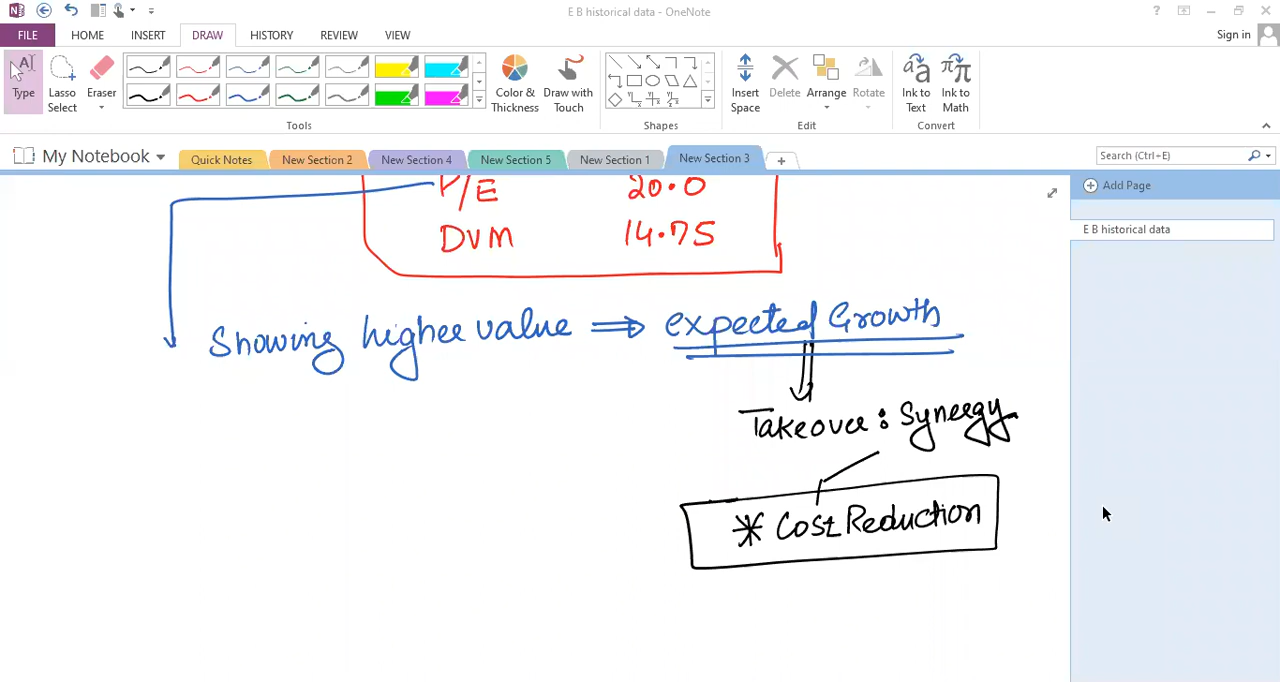 E B historical data - OneNote
?
Sign in
FILE HOME INSERT DRAW HISTORY REVIEW VIEW
Type
Lasso Select
Eraser
Color & Thickness
Draw with Touch
Insert Space
Delete
Arrange
Rotate
Ink to Text
Ink to Math
Tools Shapes Edit Convert
My Notebook Quick Notes New Section 2 New Section 4 New Section 5 New Section 1 New Section 3
Search (Ctrl+E)
Add Page
E B historical data
P/E 20.0
DVM 14.75
Showing higher value ⇒ expected Growth
Takeover : Synergy
* Cost Reduction